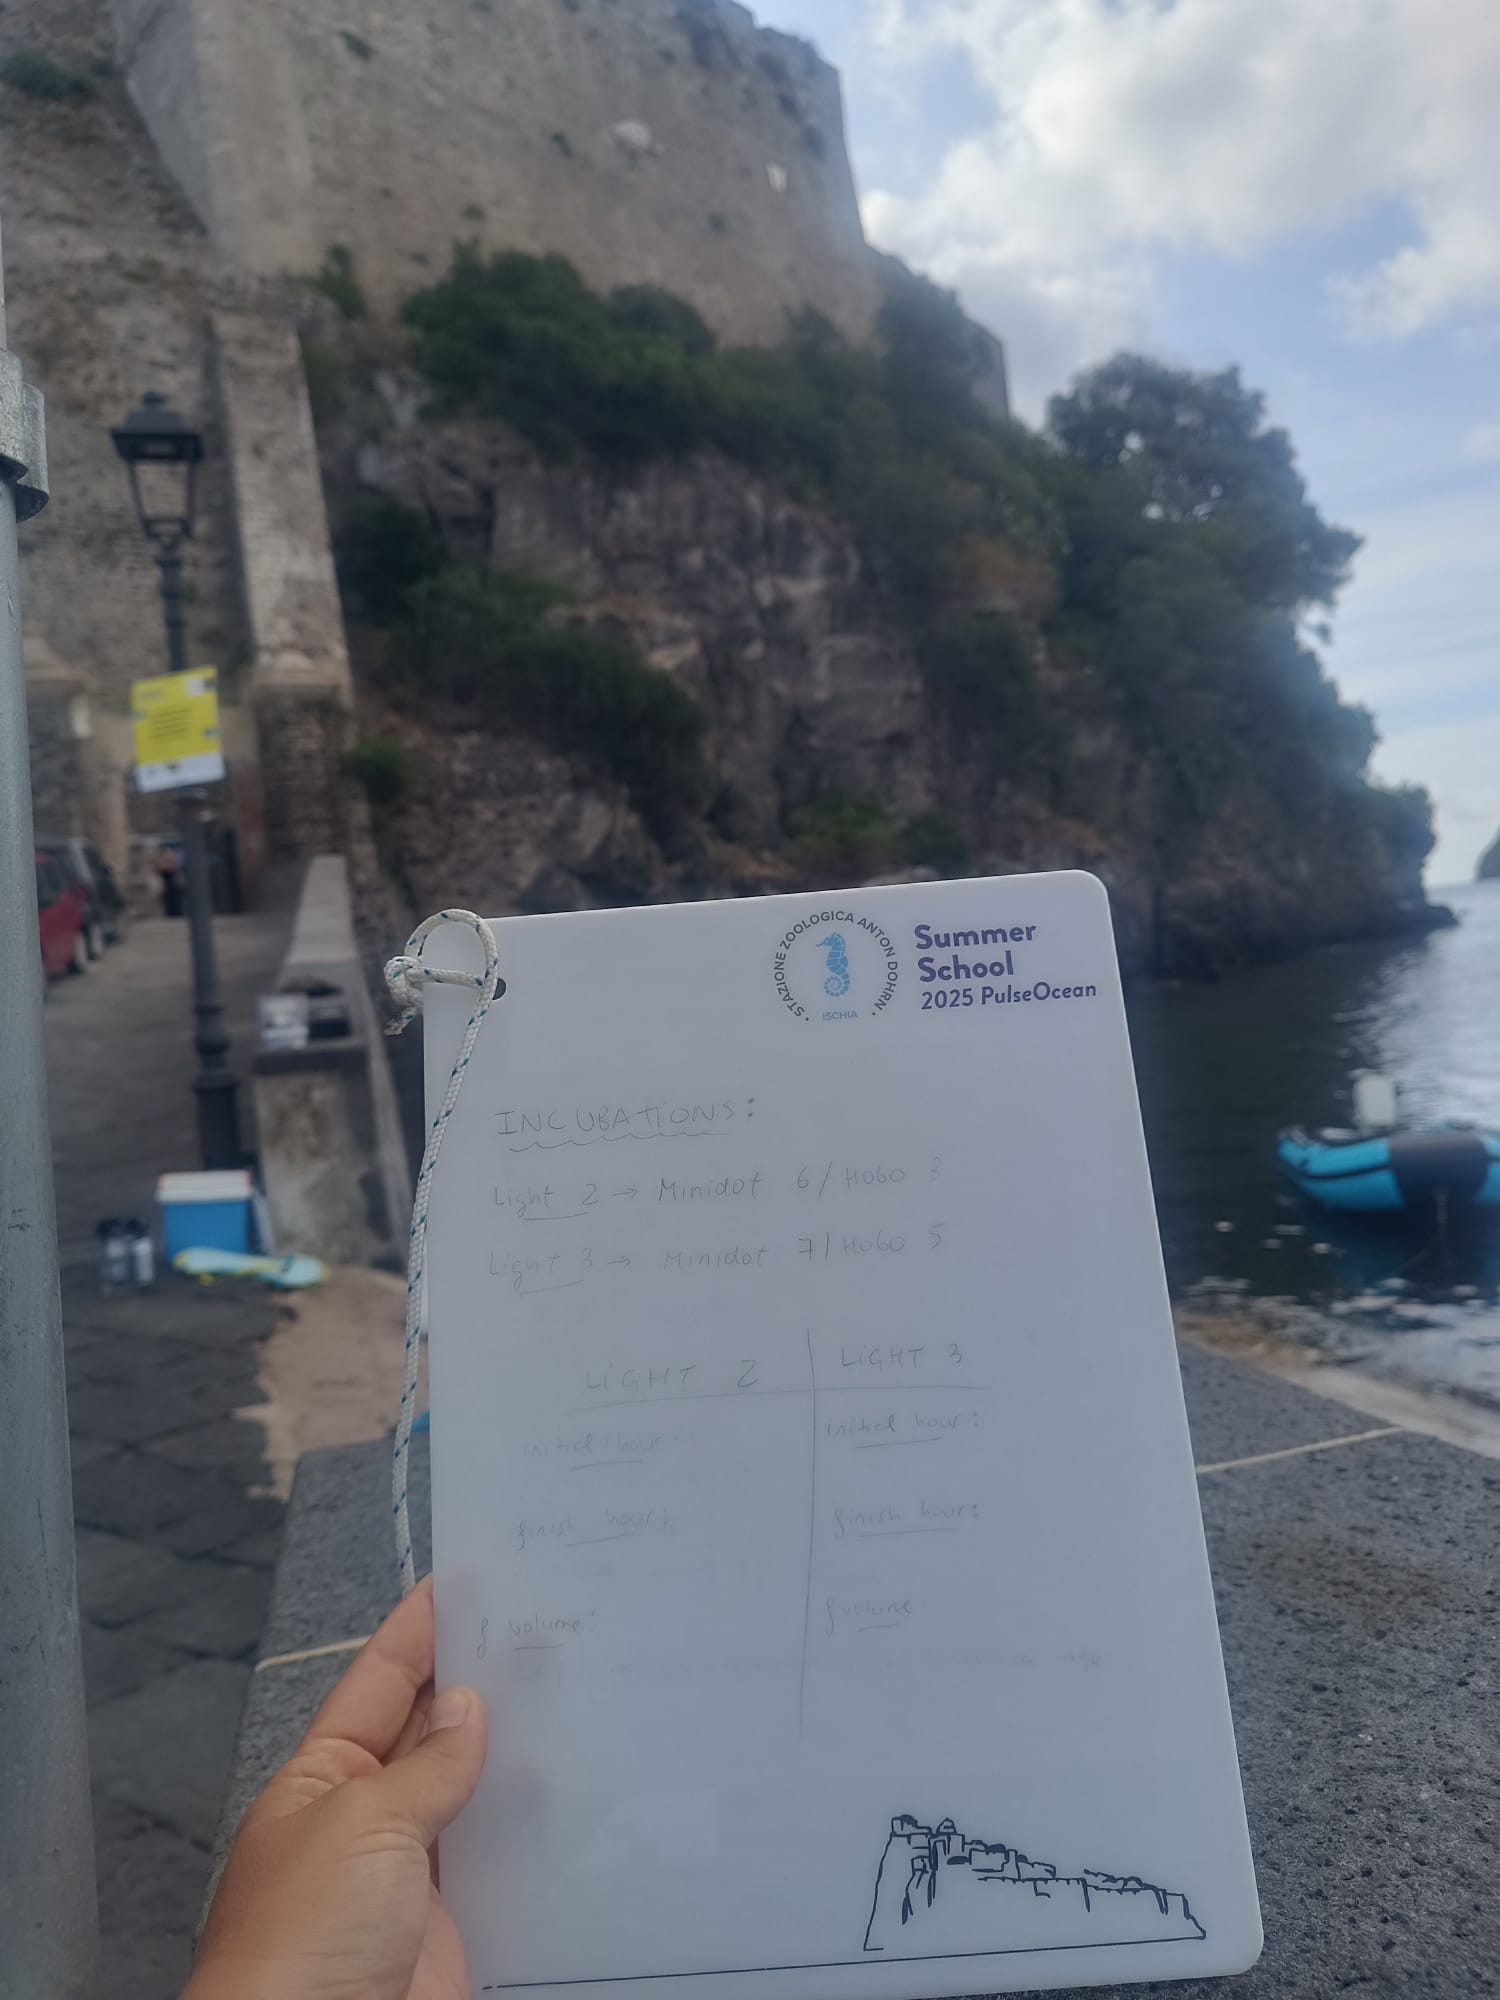 STAZIONE ZOOLOGICA ANTON DOHRN
ISCHIA
Summer
School
2025 PulseOcean
INCUBATIONS:
Light 2 → Minidot 6/HOBO 3
Light 3 → Minidot 7/HOBO 5
LiGHT 2
LiGHT 3
initial hour:
initial hour:
finish hour:
finish hour:
f volume:
f volume